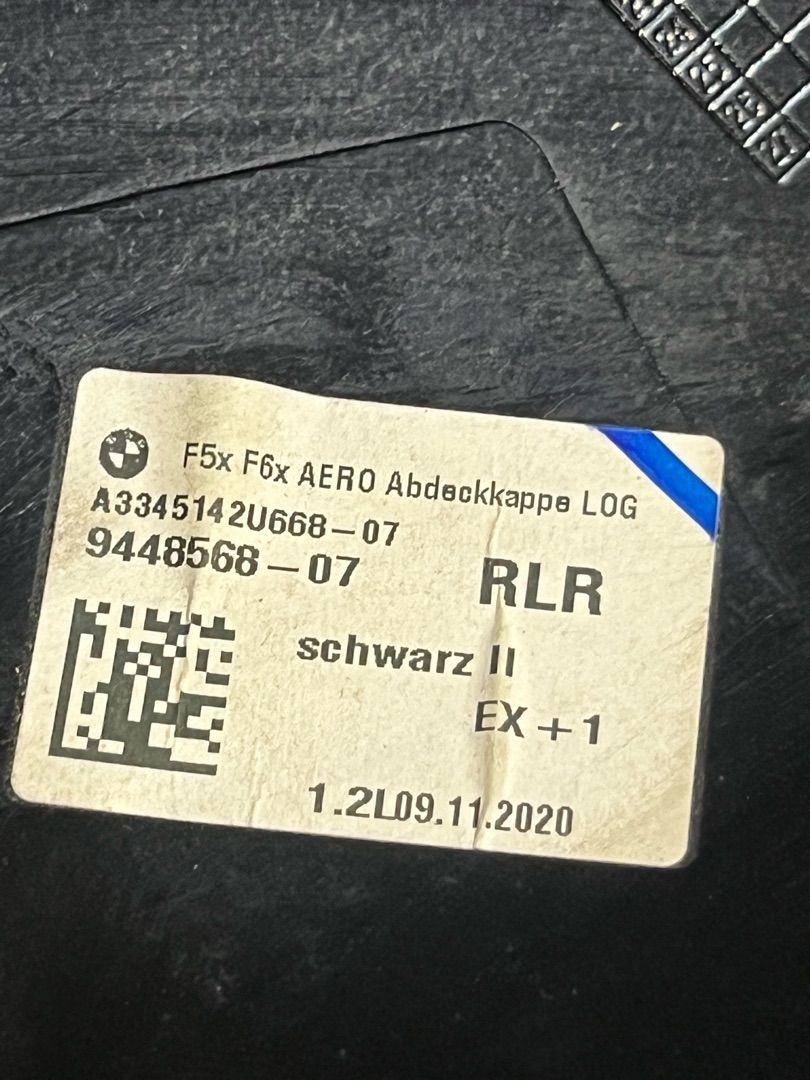 F5x F6x AERO Abdeckkappe LOG
A3345142U668-07
9448568-07
RLR
schwarz II
EX+1
1.2L09.11.2020